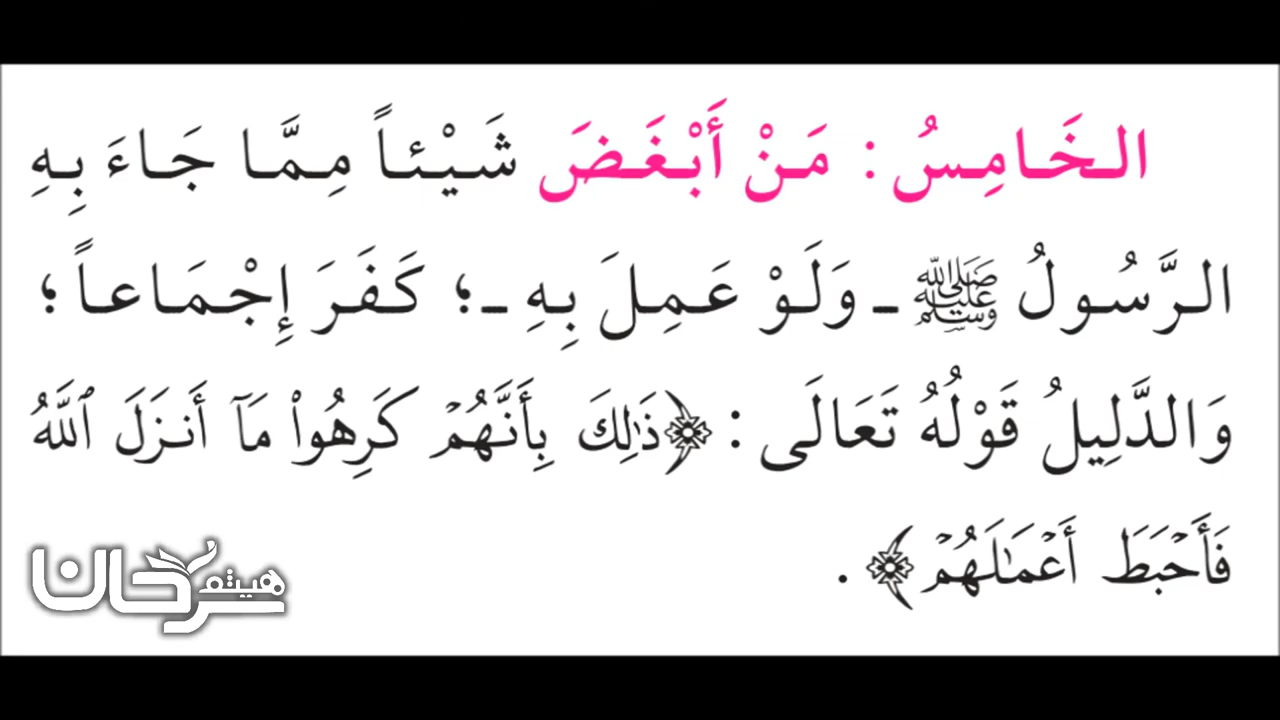 الخَامِسُ: مَنْ أَبْغَضَ شَيْئاً مِمَّا جَاءَ بِهِ
الرَّسُولُ ﷺ ـ وَلَوْ عَمِلَ بِهِ ـ؛ كَفَرَ إِجْمَاعاً؛
وَالدَّلِيلُ قَوْلُهُ تَعَالَى: ﴿ذَٰلِكَ بِأَنَّهُمۡ كَرِهُواْ مَآ أَنزَلَ ٱللَّهُ
فَأَحۡبَطَ أَعۡمَٰلَهُمۡ﴾.
هيثم
سرحان